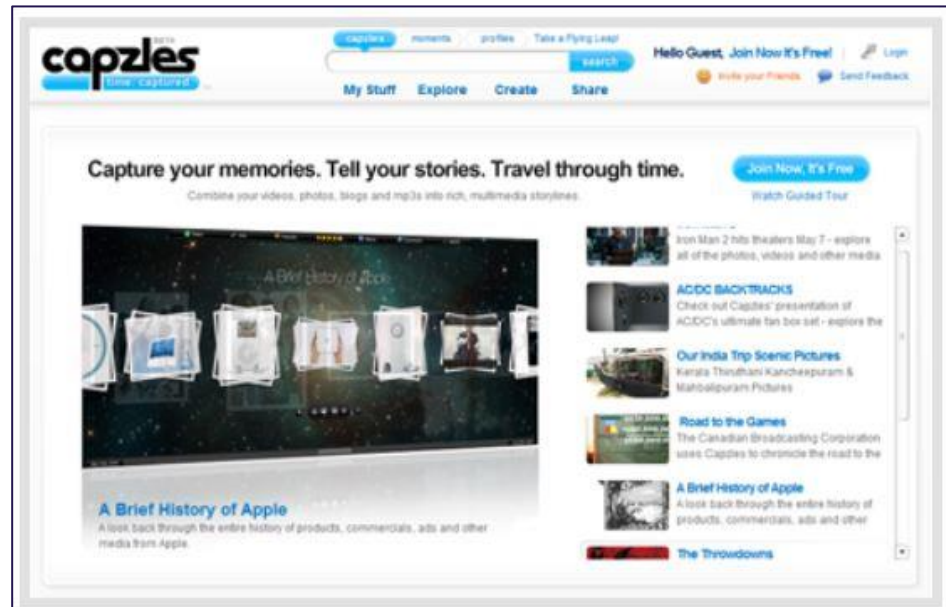 BETA
capzles
time: captured
capzles moments profiles Take a Flying Leap!
search
My Stuff Explore Create Share
Hello Guest, Join Now It's Free! Login
Invite your Friends Send Feedback
Capture your memories. Tell your stories. Travel through time.
Combine your videos, photos, blogs and mp3s into rich, multimedia storylines.
Join Now, It's Free
Watch Guided Tour
A Brief History of Apple
A Brief History of Apple
A look back through the entire history of products, commercials, ads and other
media from Apple.
Iron Man 2 hits theaters May 7 - explore
all of the photos, videos and other media
AC/DC BACKTRACKS
Check out Capzles' presentation of
AC/DC's ultimate fan box set - explore the
Our India Trip Scenic Pictures
Kerala Thiruthani Kancheepuram &
Mahbalipuram Pictures
Road to the Games
The Canadian Broadcasting Corporation
uses Capzles to chronicle the road to the
A Brief History of Apple
A look back through the entire history of
products, commercials, ads and other
The Throwdowns